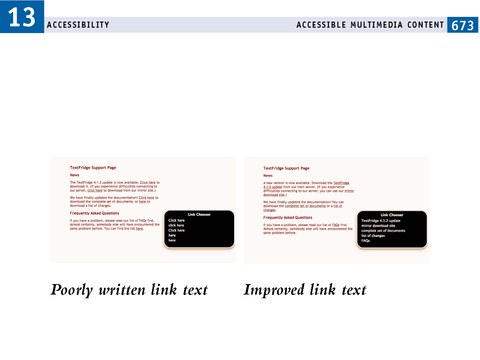 13
ACCESSIBILITY
ACCESSIBLE MULTIMEDIA CONTENT 673
TextFridge Support Page
News
The TextFridge 4.1.2 update is now available. Click here to
download it. (If you experience difficulties connecting to
our server, click here to download from our mirror site.)
We have finally updated the documentation! Click here to
download the complete set of documents, or here to
download a list of changes.
Frequently Asked Questions
If you have a problem, please read our list of FAQs first.
Almost certainly, somebody else will have encountered the
same problem before. You can find the list here.
Link Chooser
Click here
click here
Click here
here
here
Poorly written link text
TextFridge Support Page
News
A new version is now available. Download the TextFridge
4.1.2 update from our main server. (If you experience
difficulties connecting to our server, you can use our mirror
download site.)
We have finally updated the documentation! You can
download the complete set of documents or a list of
changes.
Frequently Asked Questions
If you have a problem, please read our list of FAQs first.
Almost certainly, somebody else will have encountered the
same problem before.
Link Chooser
TextFridge 4.1.2 update
mirror download site
complete set of documents
list of changes
FAQs
Improved link text